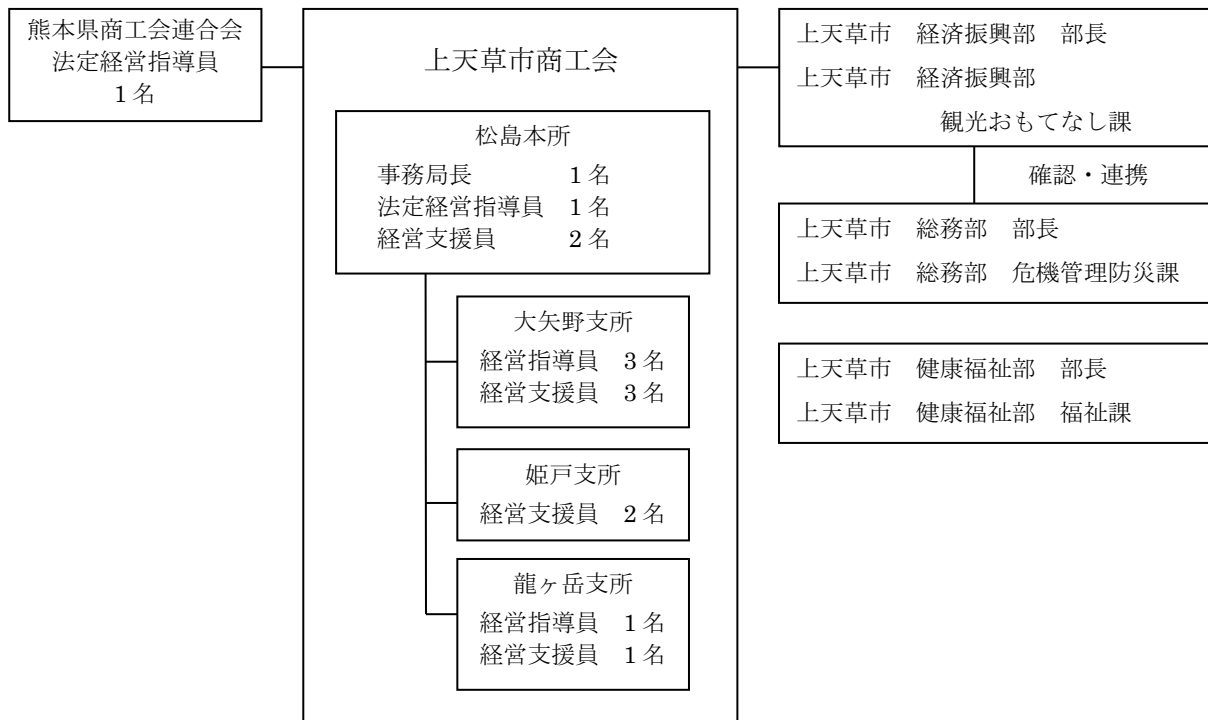 熊本県商工会連合会
法定経営指導員
1名
上天草市商工会
松島本所
事務局長 1名
法定経営指導員 1名
経営支援員 2名
大矢野支所
経営指導員 3名
経営支援員 3名
姫戸支所
経営支援員 2名
龍ヶ岳支所
経営指導員 1名
経営支援員 1名
上天草市 経済振興部 部長
上天草市 経済振興部
観光おもてなし課
確認・連携
上天草市 総務部 部長
上天草市 総務部 危機管理防災課
上天草市 健康福祉部 部長
上天草市 健康福祉部 福祉課